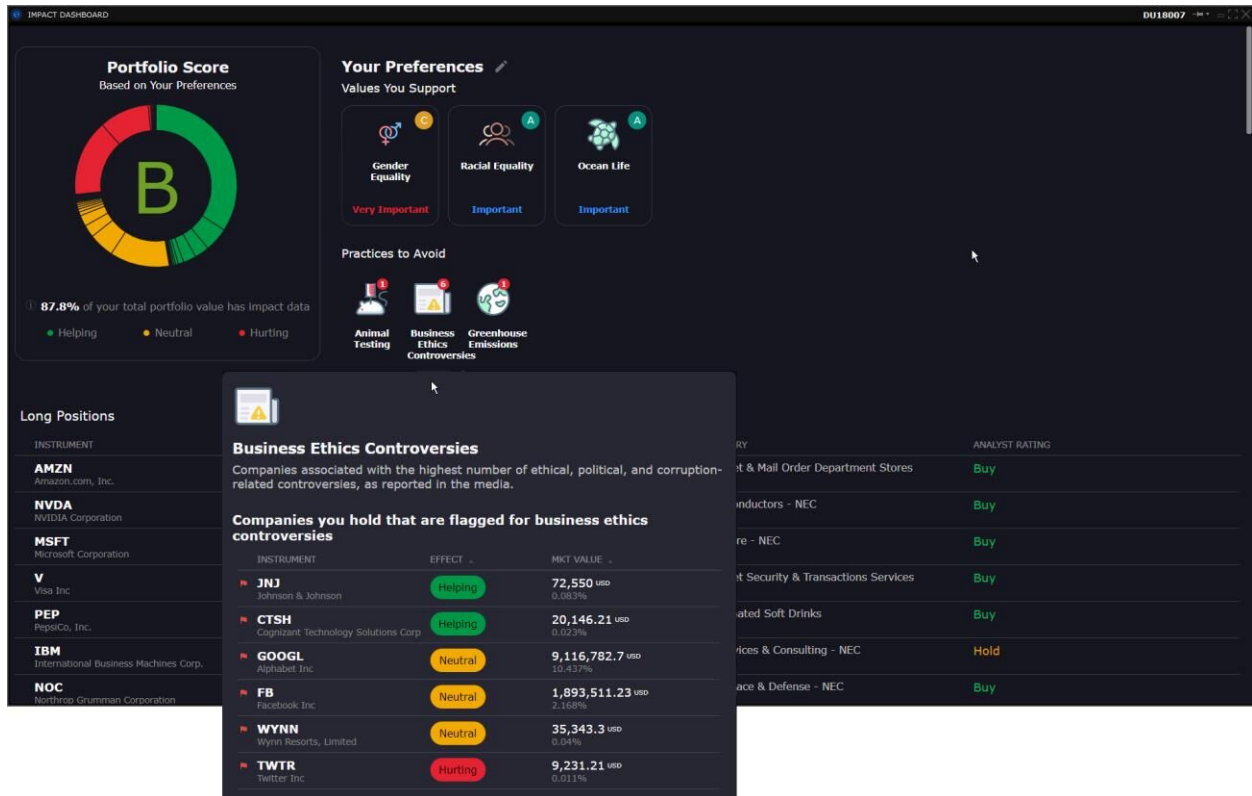 IMPACT DASHBOARD
DU18007
Portfolio Score
Based on Your Preferences
B
87.8% of your total portfolio value has impact data
Helping Neutral Hurting
Your Preferences
Values You Support
C
Gender
Equality
Very Important
A
Racial Equality
Important
A
Ocean Life
Important
Practices to Avoid
1
Animal
Testing
6
Business
Ethics
Controversies
1
Greenhouse
Emissions
Long Positions
INSTRUMENT RY ANALYST RATING
AMZN
Amazon.com, Inc.
et & Mail Order Department Stores Buy
NVDA
NVIDIA Corporation
onductors - NEC Buy
MSFT
Microsoft Corporation
re - NEC Buy
V
Visa Inc
et Security & Transactions Services Buy
PEP
PepsiCo, Inc.
ated Soft Drinks Buy
IBM
International Business Machines Corp.
vices & Consulting - NEC Hold
NOC
Northrop Grumman Corporation
ace & Defense - NEC Buy
Business Ethics Controversies
Companies associated with the highest number of ethical, political, and corruption-
related controversies, as reported in the media.
Companies you hold that are flagged for business ethics
controversies
INSTRUMENT EFFECT MKT VALUE
JNJ Helping 72,550 USD
Johnson & Johnson 0.083%
CTSH Helping 20,146.21 USD
Cognizant Technology Solutions Corp 0.023%
GOOGL Neutral 9,116,782.7 USD
Alphabet Inc 10.437%
FB Neutral 1,893,511.23 USD
Facebook Inc 2.168%
WYNN Neutral 35,343.3 USD
Wynn Resorts, Limited 0.04%
TWTR Hurting 9,231.21 USD
Twitter Inc 0.011%